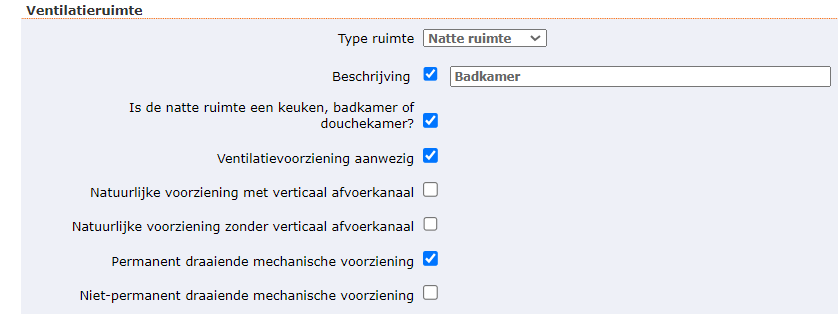 Ventilatieruimte
Type ruimte Natte ruimte
Beschrijving Badkamer
Is de natte ruimte een keuken, badkamer of
douchekamer?
Ventilatievoorziening aanwezig
Natuurlijke voorziening met verticaal afvoerkanaal
Natuurlijke voorziening zonder verticaal afvoerkanaal
Permanent draaiende mechanische voorziening
Niet-permanent draaiende mechanische voorziening